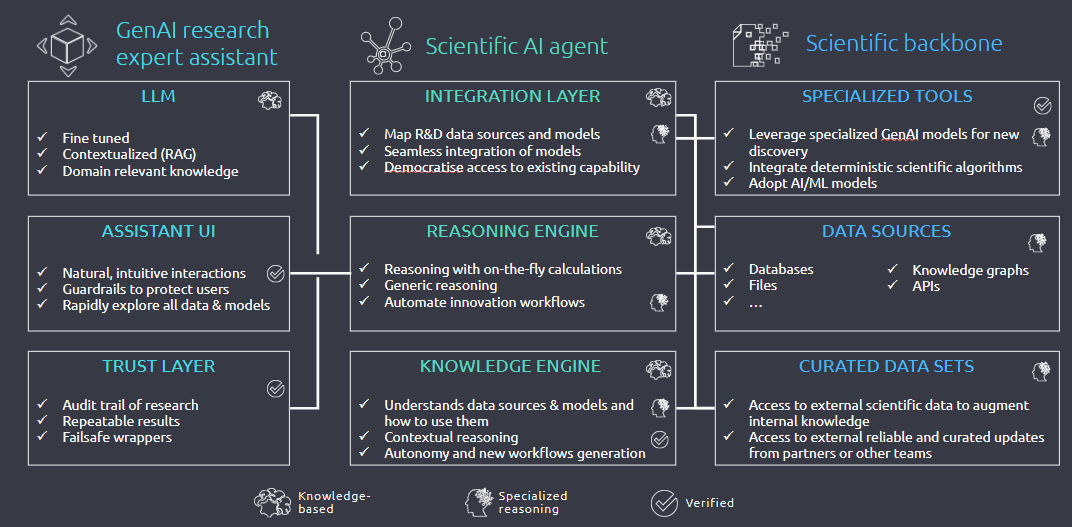 GenAI research
expert assistant
Scientific AI agent
Scientific backbone
LLM
Fine tuned
Contextualized (RAG)
Domain relevant knowledge
ASSISTANT UI
Natural, intuitive interactions
Guardrails to protect users
Rapidly explore all data & models
TRUST LAYER
Audit trail of research
Repeatable results
Failsafe wrappers
INTEGRATION LAYER
Map R&D data sources and models
Seamless integration of models
Democratise access to existing capability
REASONING ENGINE
Reasoning with on-the-fly calculations
Generic reasoning
Automate innovation workflows
KNOWLEDGE ENGINE
Understands data sources & models and
how to use them
Contextual reasoning
Autonomy and new workflows generation
SPECIALIZED TOOLS
Leverage specialized GenAI models for new
discovery
Integrate deterministic scientific algorithms
Adopt AI/ML models
DATA SOURCES
Databases
Files
…
Knowledge graphs
APIs
CURATED DATA SETS
Access to external scientific data to augment
internal knowledge
Access to external reliable and curated updates
from partners or other teams
Knowledge-
based
Specialized
reasoning
Verified